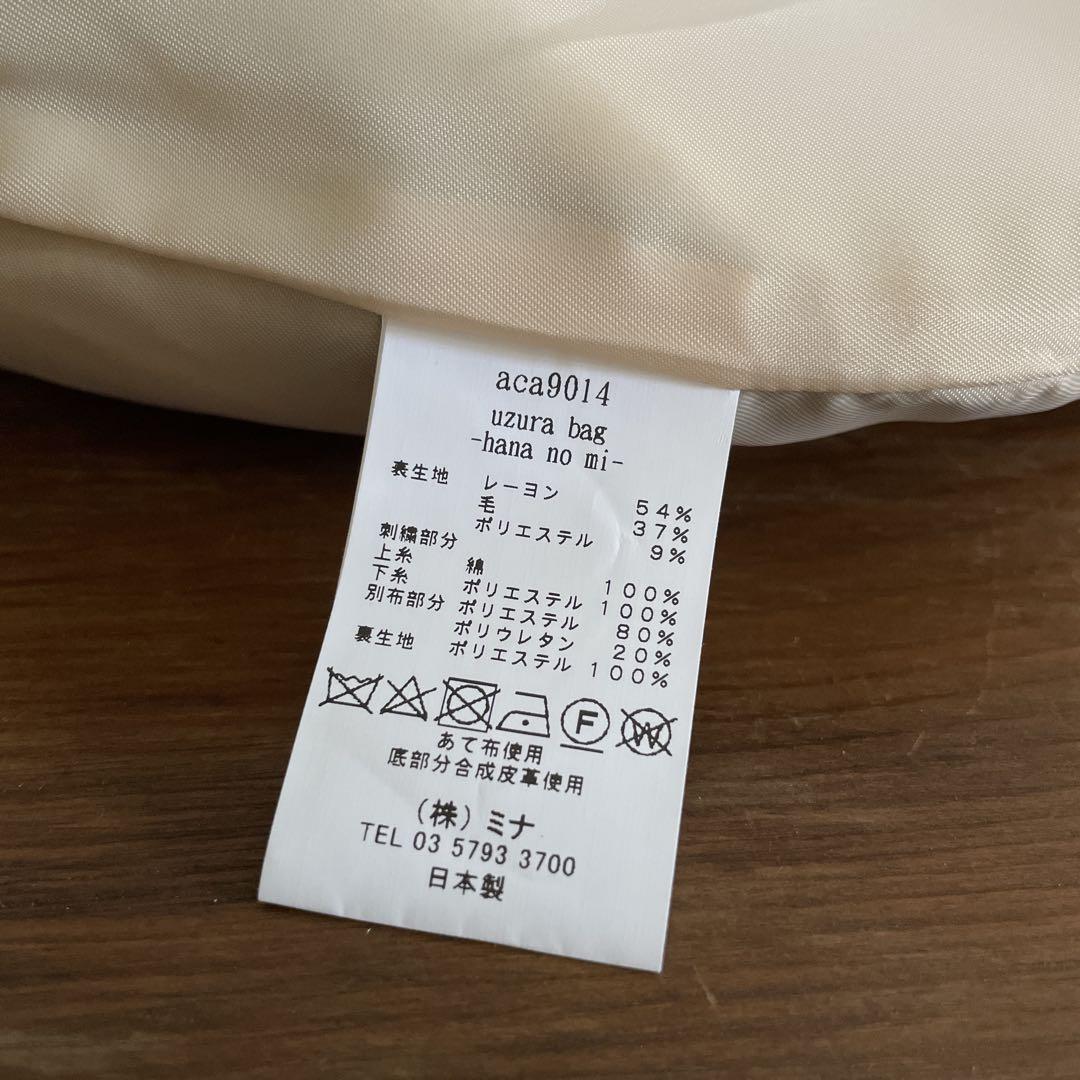 aca9014
uzura bag
-hana no mi-
表生地 レーヨン 54%
毛 37%
ポリエステル 9%
刺繍部分
上糸 綿 100%
下糸 ポリエステル 100%
別布部分 ポリエステル 80%
ポリウレタン 20%
裏生地 ポリエステル 100%
F W
あて布使用
底部分合成皮革使用
(株)ミナ
TEL 03 5793 3700
日本製